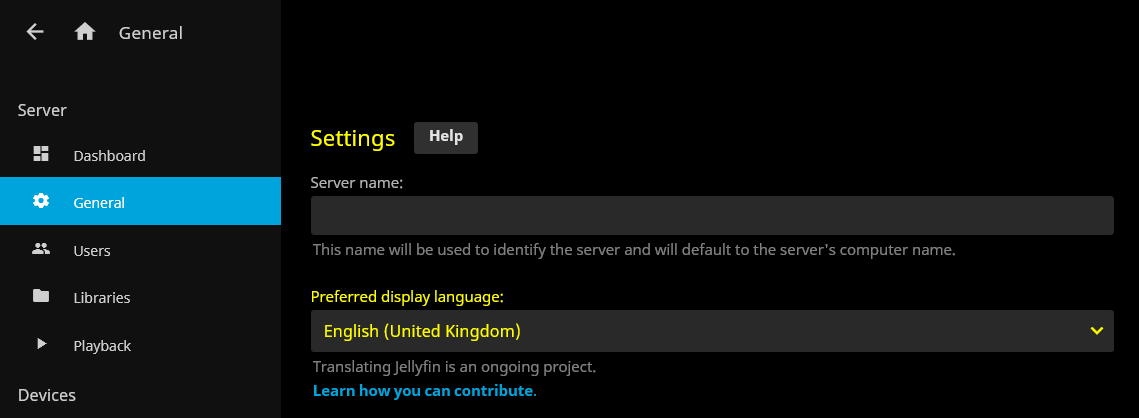 General
Server
Dashboard
General
Users
Libraries
Playback
Devices
Settings
Help
Server name:
This name will be used to identify the server and will default to the server's computer name.
Preferred display language:
English (United Kingdom)
Translating Jellyfin is an ongoing project.
Learn how you can contribute.